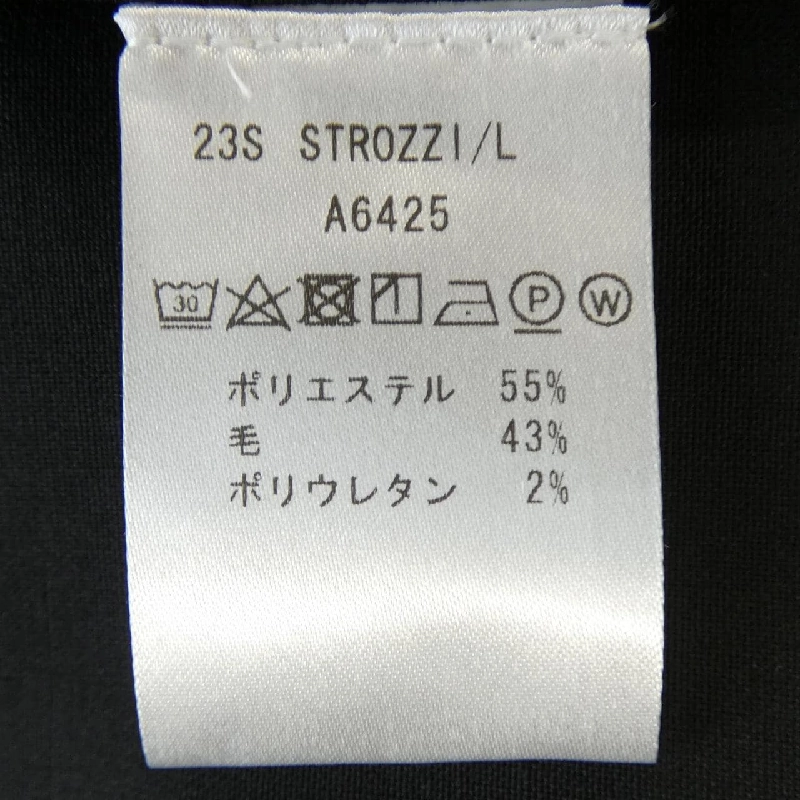 23S STROZZI/L
A6425
30 P W
ポリエステル 55%
毛 43%
ポリウレタン 2%